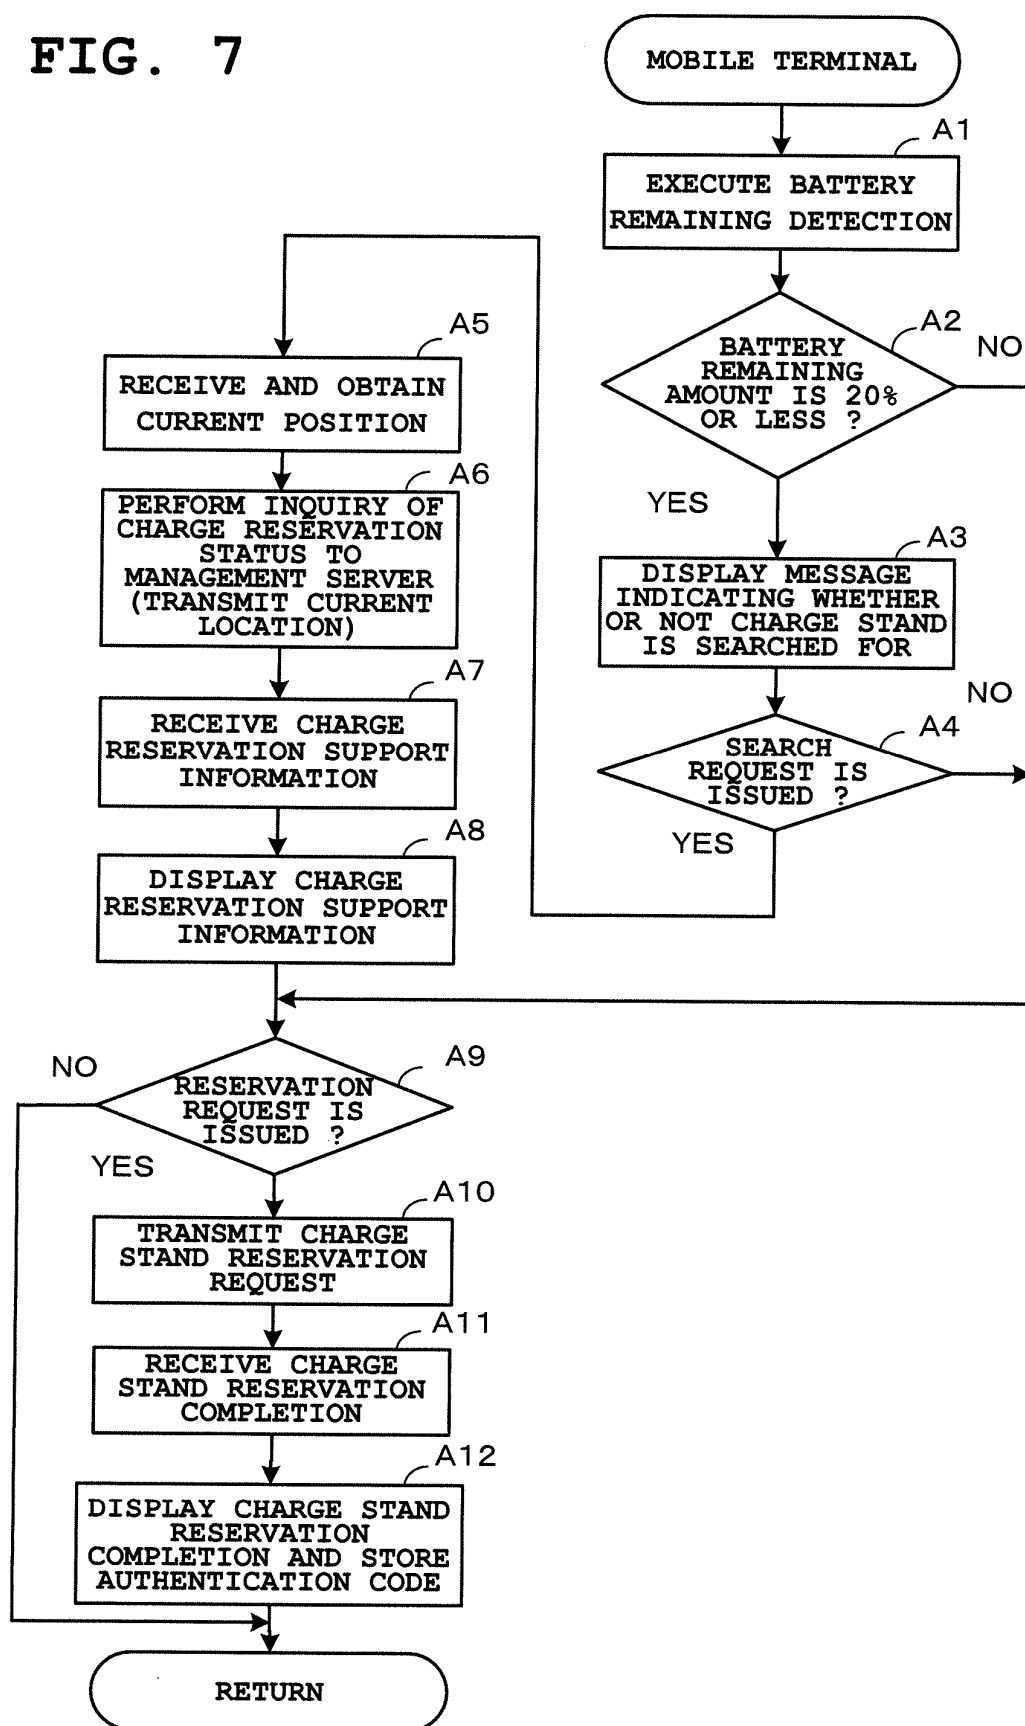 FIG. 7
MOBILE TERMINAL
A1
EXECUTE BATTERY
REMAINING DETECTION
A2
BATTERY
REMAINING
AMOUNT IS 20%
OR LESS ?
NO
YES
A3
DISPLAY MESSAGE
INDICATING WHETHER
OR NOT CHARGE STAND
IS SEARCHED FOR
A4
SEARCH
REQUEST IS
ISSUED ?
NO
YES
A5
RECEIVE AND OBTAIN
CURRENT POSITION
A6
PERFORM INQUIRY OF
CHARGE RESERVATION
STATUS TO
MANAGEMENT SERVER
(TRANSMIT CURRENT
LOCATION)
A7
RECEIVE CHARGE
RESERVATION SUPPORT
INFORMATION
A8
DISPLAY CHARGE
RESERVATION SUPPORT
INFORMATION
A9
RESERVATION
REQUEST IS
ISSUED ?
NO
YES
A10
TRANSMIT CHARGE
STAND RESERVATION
REQUEST
A11
RECEIVE CHARGE
STAND RESERVATION
COMPLETION
A12
DISPLAY CHARGE STAND
RESERVATION
COMPLETION AND STORE
AUTHENTICATION CODE
RETURN